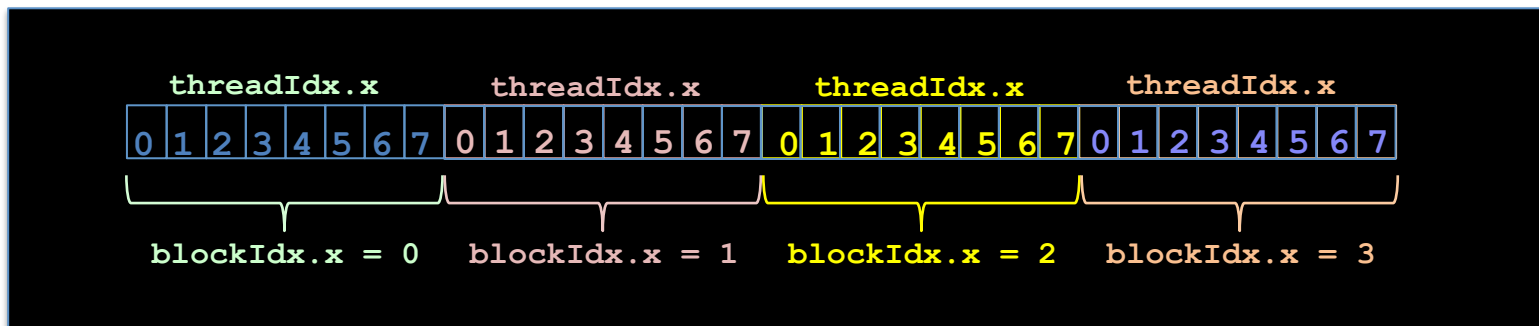 threadIdx.x threadIdx.x threadIdx.x threadIdx.x
0 1 2 3 4 5 6 7 0 1 2 3 4 5 6 7 0 1 2 3 4 5 6 7 0 1 2 3 4 5 6 7
blockIdx.x = 0 blockIdx.x = 1 blockIdx.x = 2 blockIdx.x = 3